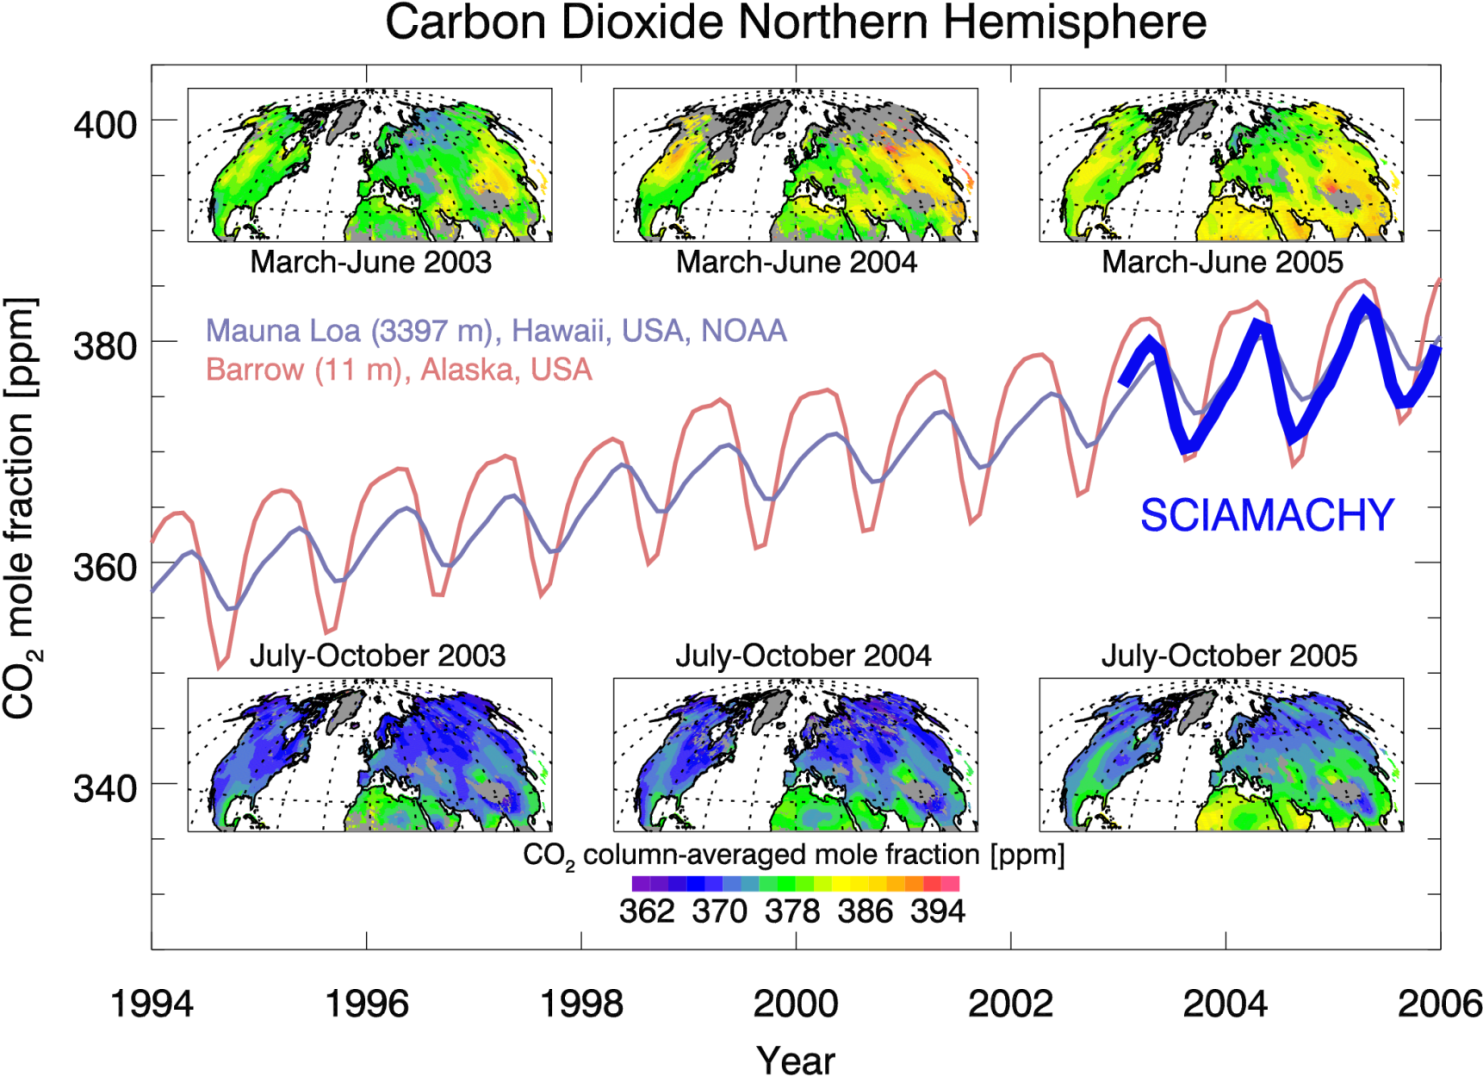 Carbon Dioxide Northern Hemisphere
CO2 mole fraction [ppm]
400
380
360
340
March-June 2003
March-June 2004
March-June 2005
Mauna Loa (3397 m), Hawaii, USA, NOAA
Barrow (11 m), Alaska, USA
SCIAMACHY
July-October 2003
July-October 2004
July-October 2005
CO2 column-averaged mole fraction [ppm]
362 370 378 386 394
1994 1996 1998 2000 2002 2004 2006
Year